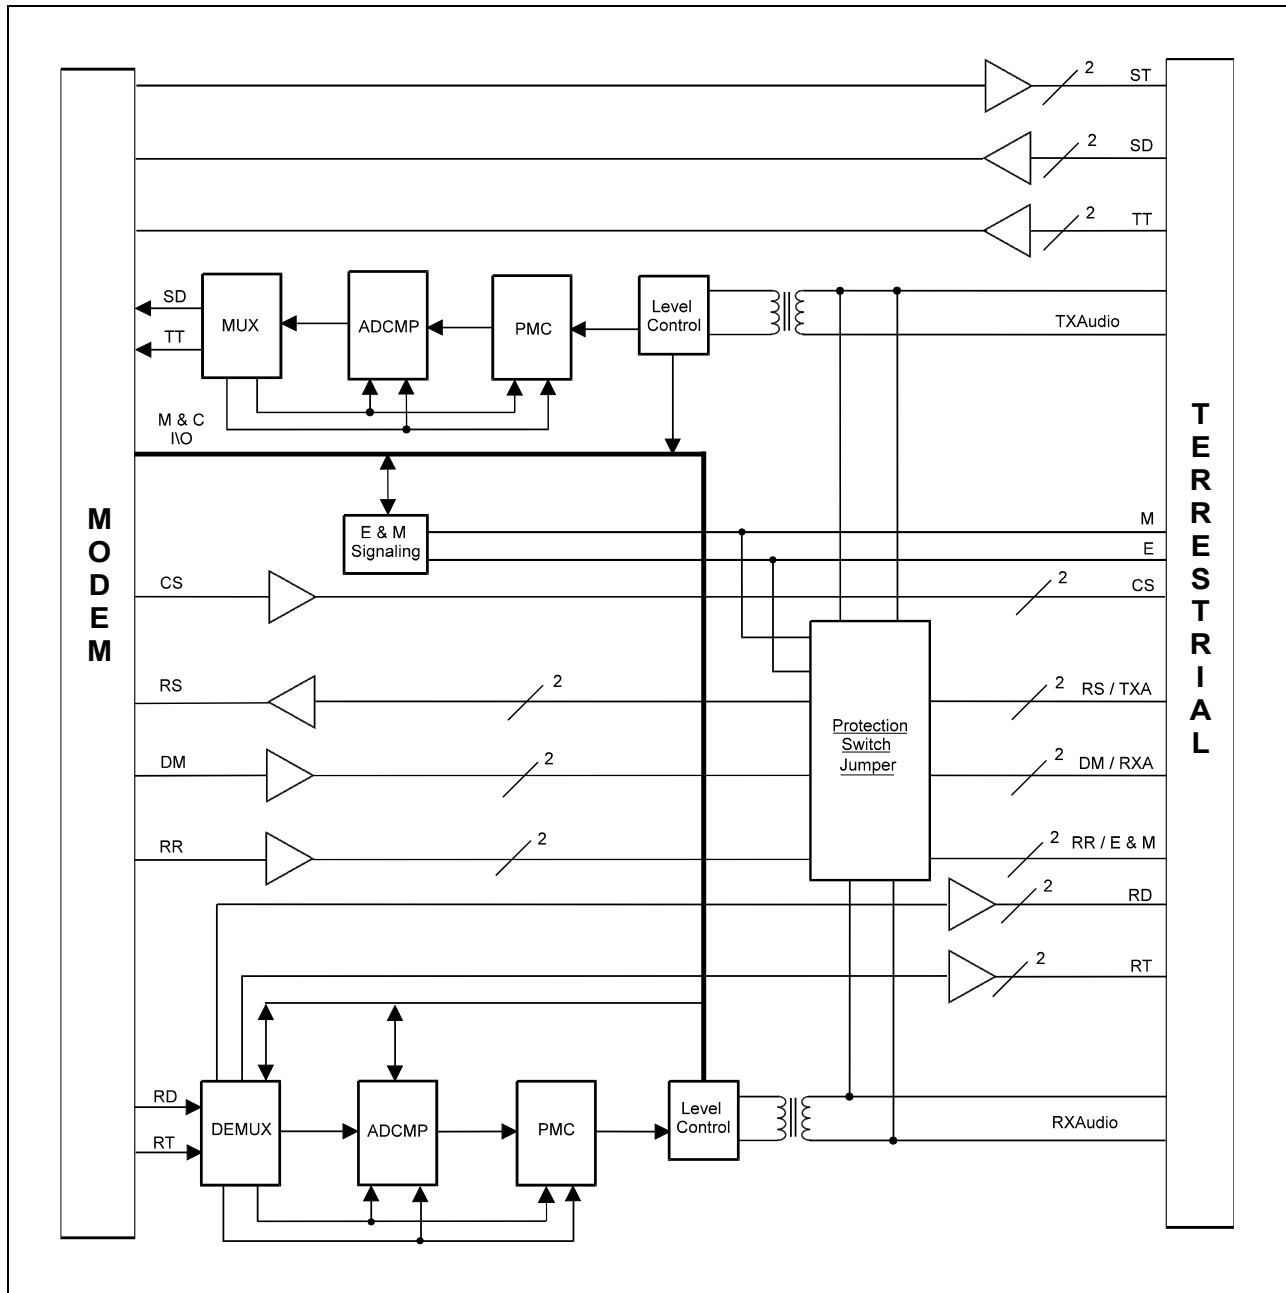 2 ST
2 SD
2 TT
SD
TT
MUX
ADCMP
PMC
Level
Control
TXAudio
M & C
I\O
MODEM
TERRESTRIAL
E & M
Signaling
M
E
CS
2 CS
RS
2
2 RS / TXA
Protection
Switch
Jumper
DM
2
2 DM / RXA
RR
2
2 RR / E & M
2 RD
2 RT
RD
RT
DEMUX
ADCMP
PMC
Level
Control
RXAudio